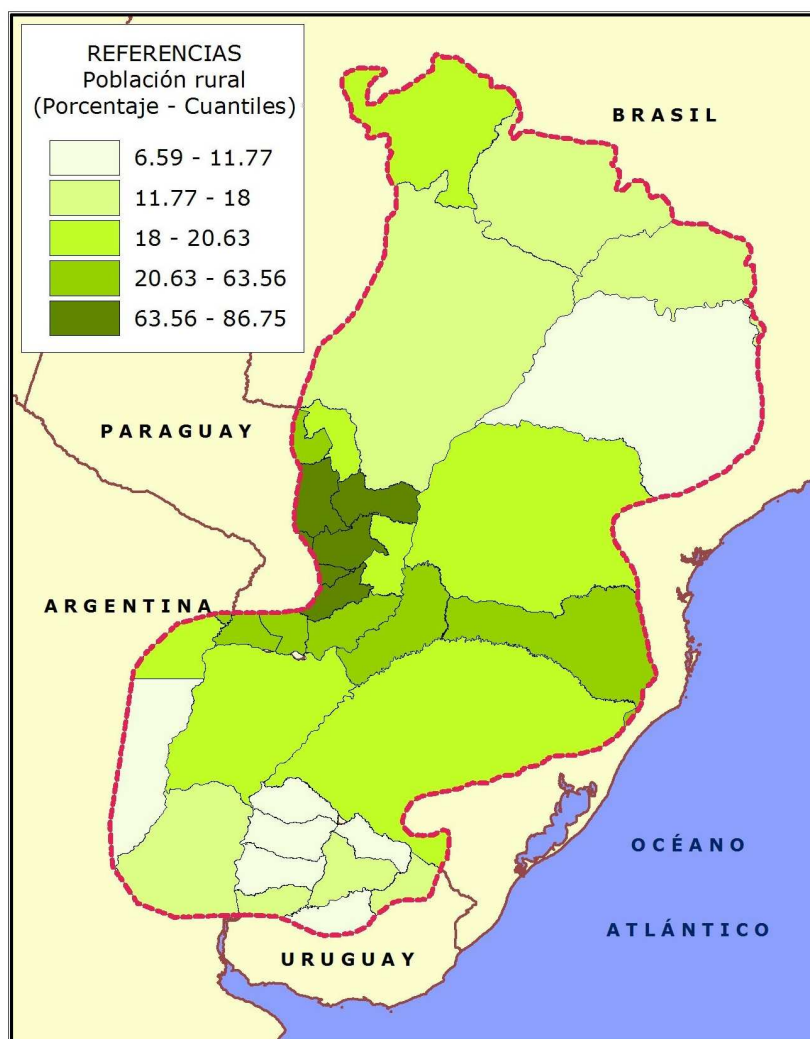 REFERENCIAS
Población rural
(Porcentaje - Cuantiles)
6.59 - 11.77
11.77 - 18
18 - 20.63
20.63 - 63.56
63.56 - 86.75
BRASIL
PARAGUAY
ARGENTINA
OCÉANO
ATLÁNTICO
URUGUAY